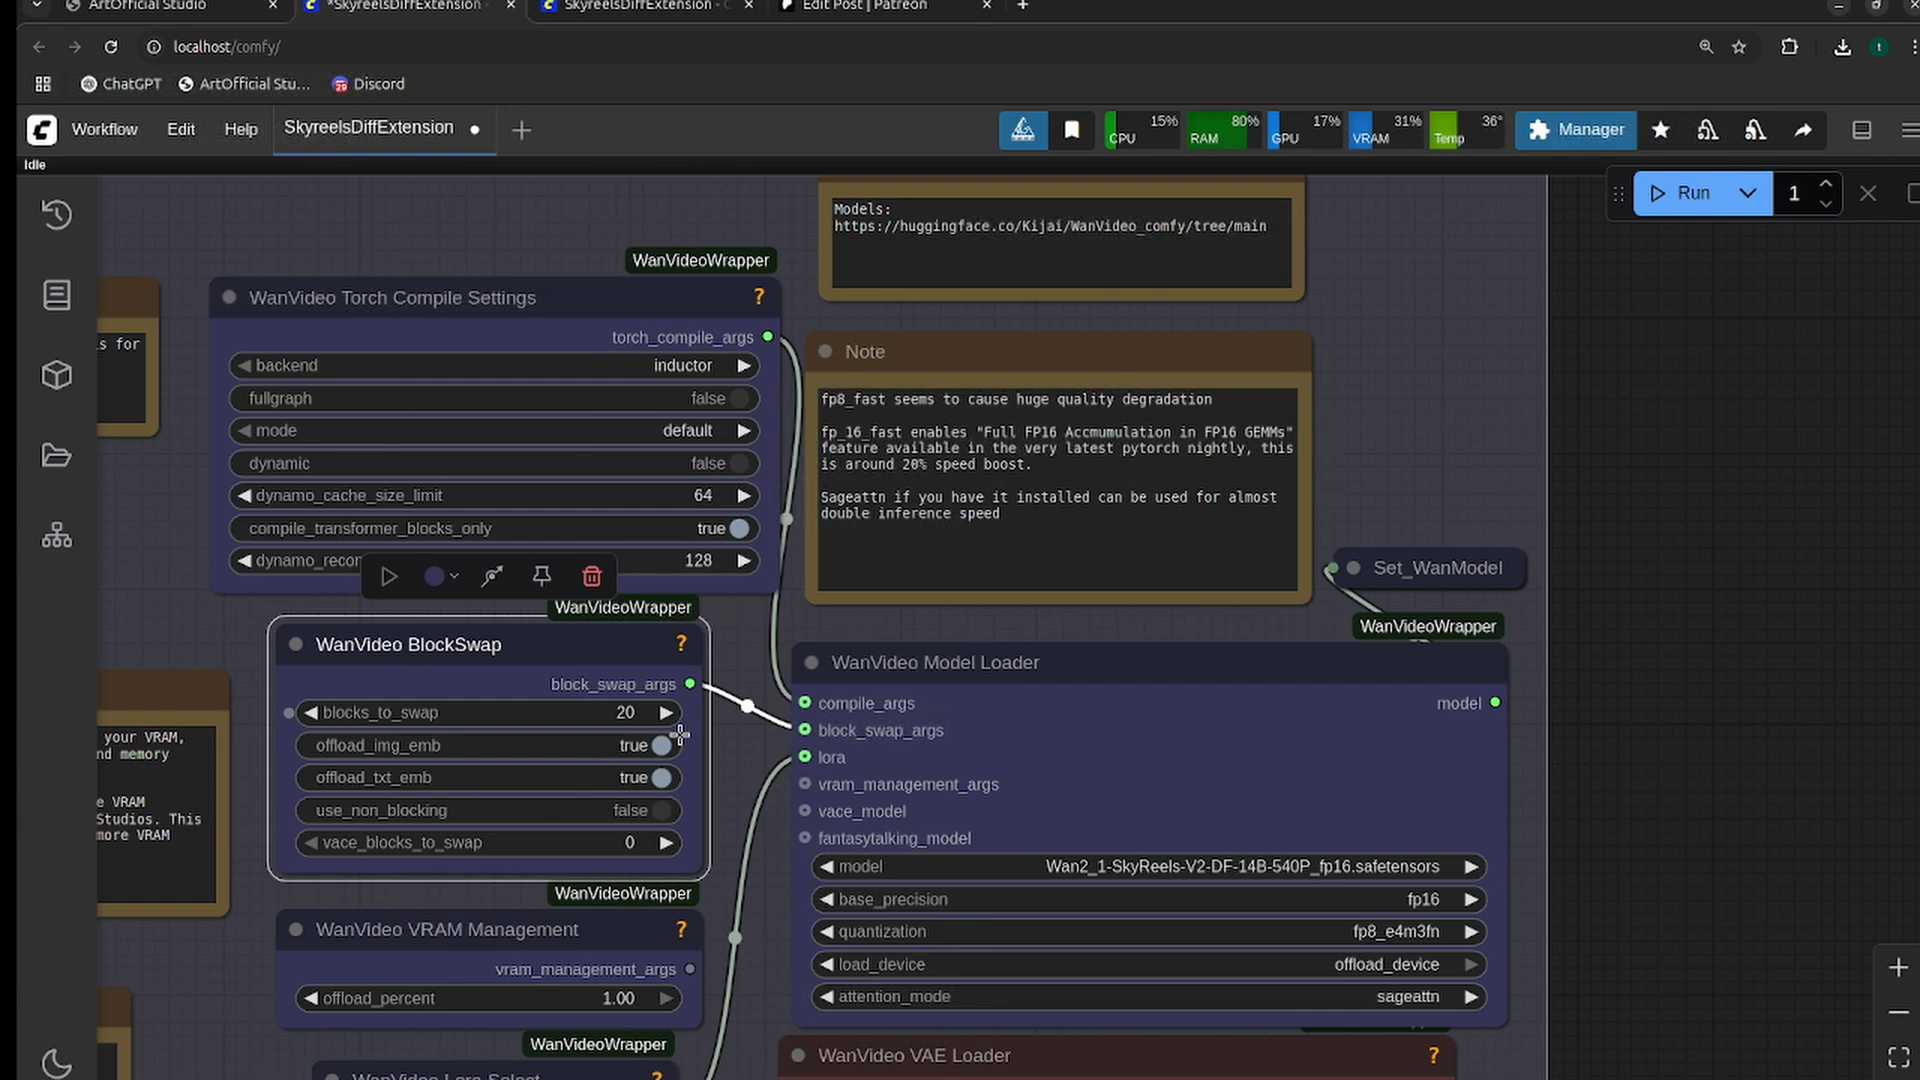 ArtOfficial Studio
*SkyreelsDiffExtension
SkyreelsDiffExtension -
Edit Post | Patreon
localhost/comfy/
t
ChatGPT
ArtOfficial Stu...
Discord
Workflow
Edit
Help
SkyreelsDiffExtension
CPU 15%
RAM 80%
GPU 17%
VRAM 31%
Temp 36°
Manager
Idle
Run
1
Models:
https://huggingface.co/Kijai/WanVideo_comfy/tree/main
WanVideoWrapper
WanVideo Torch Compile Settings
?
torch_compile_args
backend inductor
fullgraph false
mode default
dynamic false
dynamo_cache_size_limit 64
compile_transformer_blocks_only true
dynamo_recor 128
s for
Note
fp8_fast seems to cause huge quality degradation
fp_16_fast enables "Full FP16 Accmumulation in FP16 GEMMs"
feature available in the very latest pytorch nightly, this
is around 20% speed boost.
Sageattn if you have it installed can be used for almost
double inference speed
Set_WanModel
WanVideoWrapper
WanVideo BlockSwap
?
block_swap_args
blocks_to_swap 20
offload_img_emb true
offload_txt_emb true
use_non_blocking false
vace_blocks_to_swap 0
your VRAM,
nd memory
e VRAM
Studios. This
more VRAM
WanVideoWrapper
WanVideo Model Loader
compile_args
model
block_swap_args
lora
vram_management_args
vace_model
fantasytalking_model
model Wan2_1-SkyReels-V2-DF-14B-540P_fp16.safetensors
base_precision fp16
quantization fp8_e4m3fn
load_device offload_device
attention_mode sageattn
WanVideoWrapper
WanVideo VRAM Management
?
vram_management_args
offload_percent 1.00
WanVideoWrapper
WanVideo Lora Select
?
WanVideo VAE Loader
?